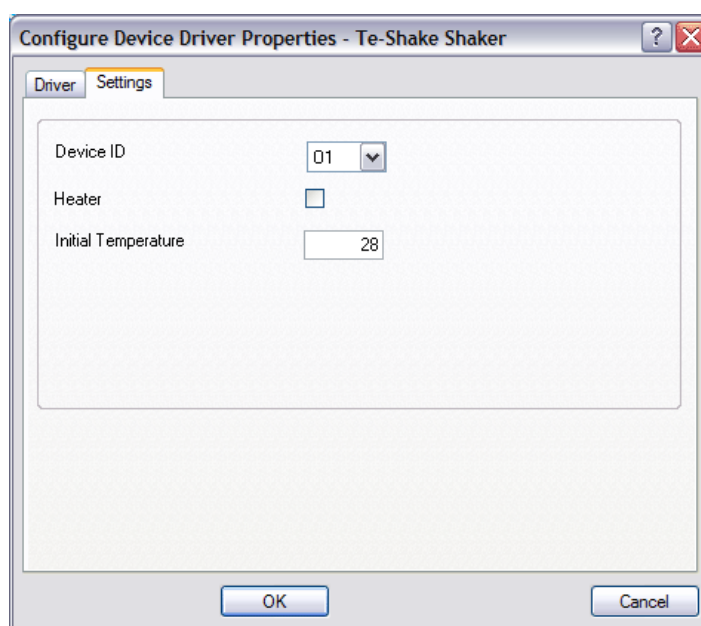 Configure Device Driver Properties - Te-Shake Shaker
Driver Settings
Device ID 01
Heater
Initial Temperature 28
OK Cancel